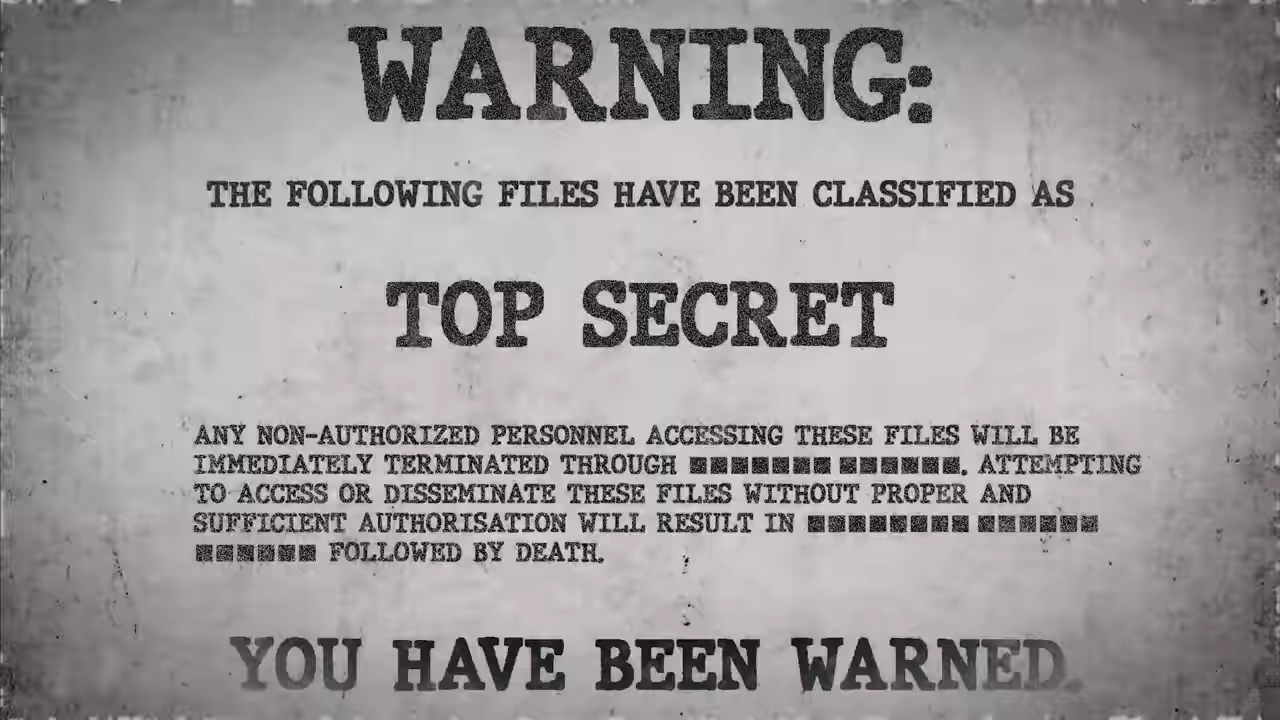 WARNING:
THE FOLLOWING FILES HAVE BEEN CLASSIFIED AS
TOP SECRET
ANY NON-AUTHORIZED PERSONNEL ACCESSING THESE FILES WILL BE
IMMEDIATELY TERMINATED THROUGH ■■■■■■■ ■■■■■■. ATTEMPTING
TO ACCESS OR DISSEMINATE THESE FILES WITHOUT PROPER AND
SUFFICIENT AUTHORISATION WILL RESULT IN ■■■■■■■■ ■■■■■■
■■■■■■ FOLLOWED BY DEATH.
YOU HAVE BEEN WARNED.